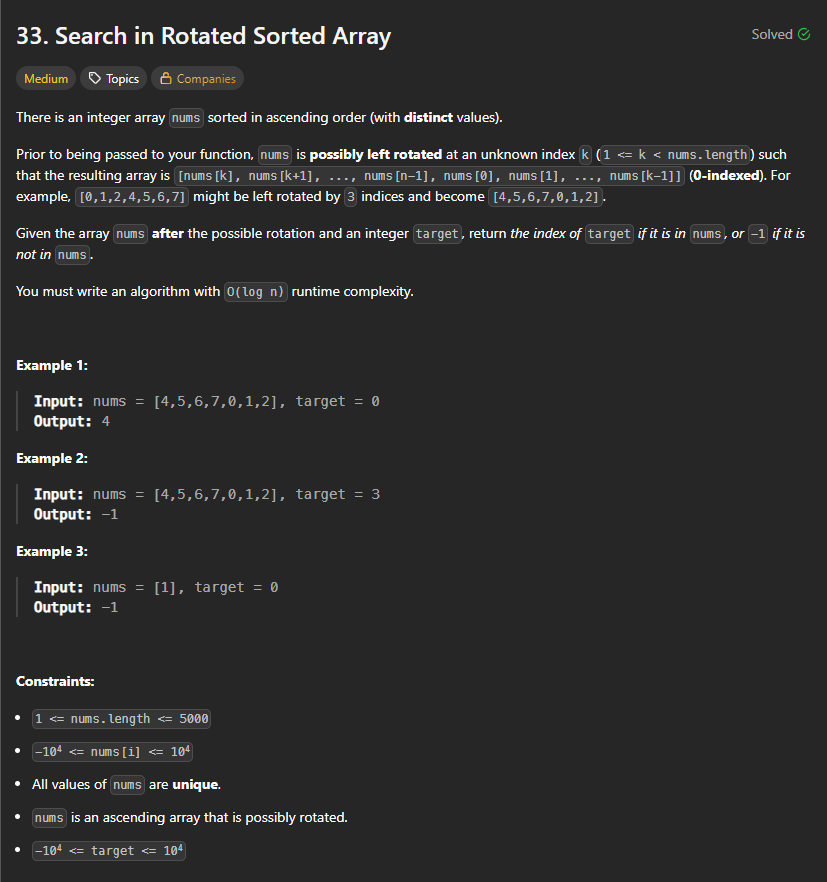 33. Search in Rotated Sorted Array
Solved
Medium Topics Companies
There is an integer array nums sorted in ascending order (with distinct values).
Prior to being passed to your function, nums is possibly left rotated at an unknown index k (1 <= k < nums.length) such
that the resulting array is [nums[k], nums[k+1], ..., nums[n-1], nums[0], nums[1], ..., nums[k-1]] (0-indexed). For
example, [0,1,2,4,5,6,7] might be left rotated by 3 indices and become [4,5,6,7,0,1,2].
Given the array nums after the possible rotation and an integer target, return the index of target if it is in nums, or -1 if it is
not in nums.
You must write an algorithm with O(log n) runtime complexity.
Example 1:
Input: nums = [4,5,6,7,0,1,2], target = 0
Output: 4
Example 2:
Input: nums = [4,5,6,7,0,1,2], target = 3
Output: -1
Example 3:
Input: nums = [1], target = 0
Output: -1
Constraints:
• 1 <= nums.length <= 5000
• -10⁴ <= nums[i] <= 10⁴
• All values of nums are unique.
• nums is an ascending array that is possibly rotated.
• -10⁴ <= target <= 10⁴